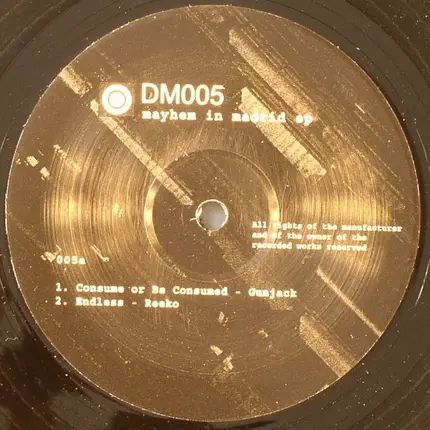 DM005
mayhem in madrid ep
All rights of the manufacturer
and of the owner of the
recorded works reserved
005a
1. Consume or Be Consumed - Gunjack
2. Endless - Reeko